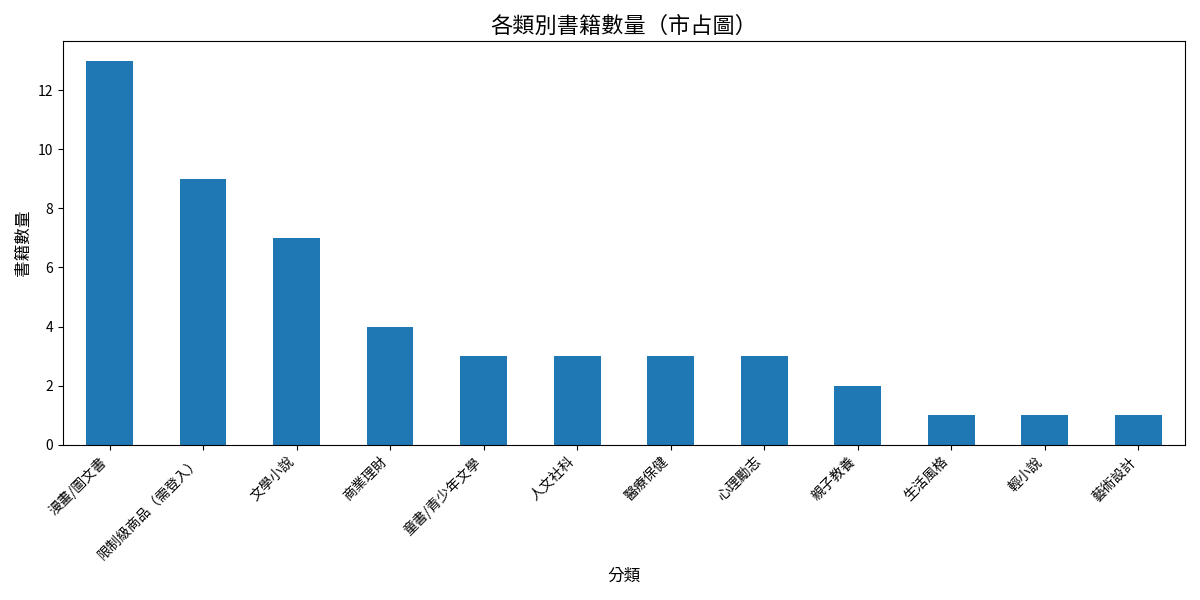 各類別書籍數量（市占圖）
書籍數量
12
10
8
6
4
2
0
漫畫/圖文書
限制級商品（需登入）
文學小說
商業理財
童書/青少年文學
人文社科
醫療保健
心理勵志
親子教養
生活風格
輕小說
藝術設計
分類